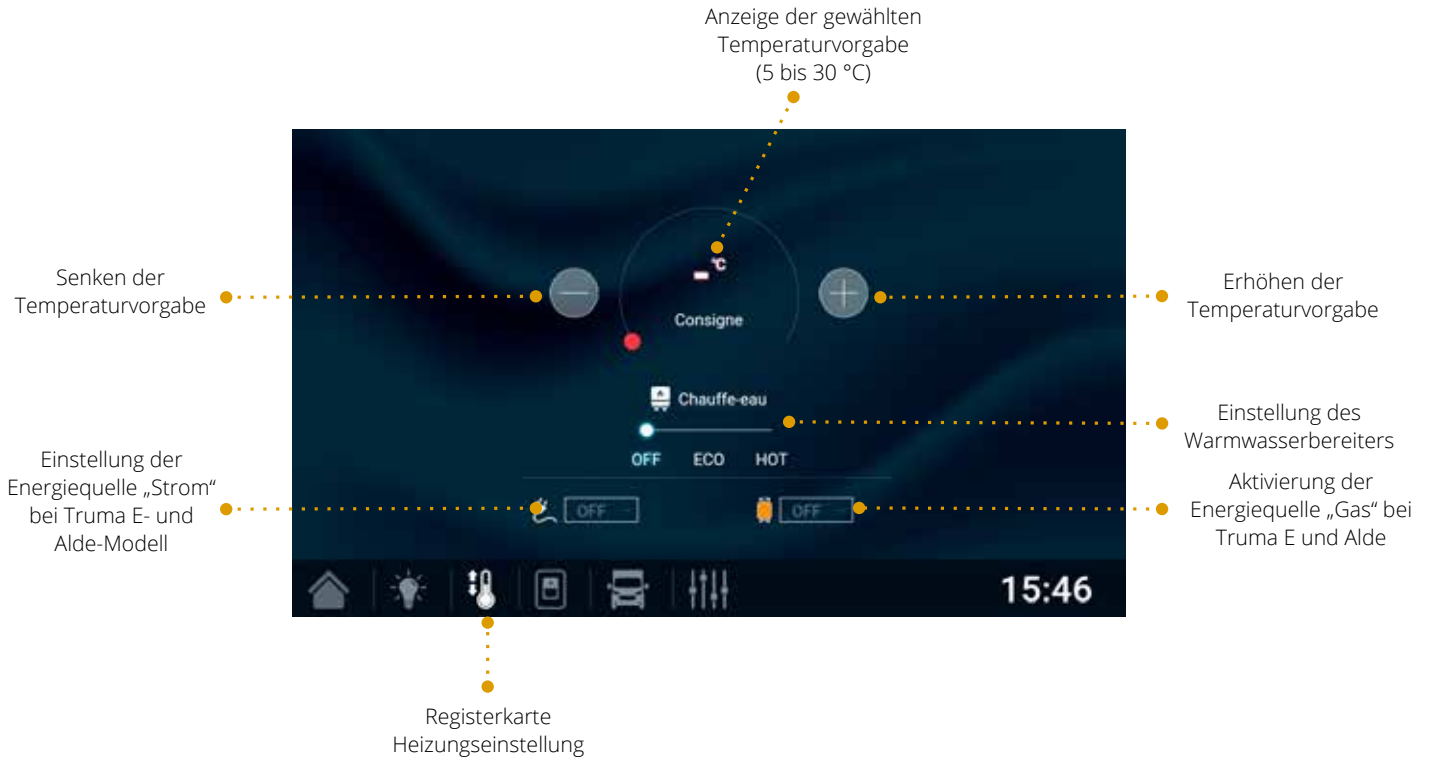 Anzeige der gewählten
Temperaturvorgabe
(5 bis 30 °C)
Senken der
Temperaturvorgabe
- °C
Consigne
Erhöhen der
Temperaturvorgabe
Chauffe-eau
OFF ECO HOT
Einstellung des
Warmwasserbereiters
Einstellung der
Energiequelle „Strom“
bei Truma E- und
Alde-Modell
OFF
OFF
Aktivierung der
Energiequelle „Gas“ bei
Truma E und Alde
15:46
Registerkarte
Heizungseinstellung